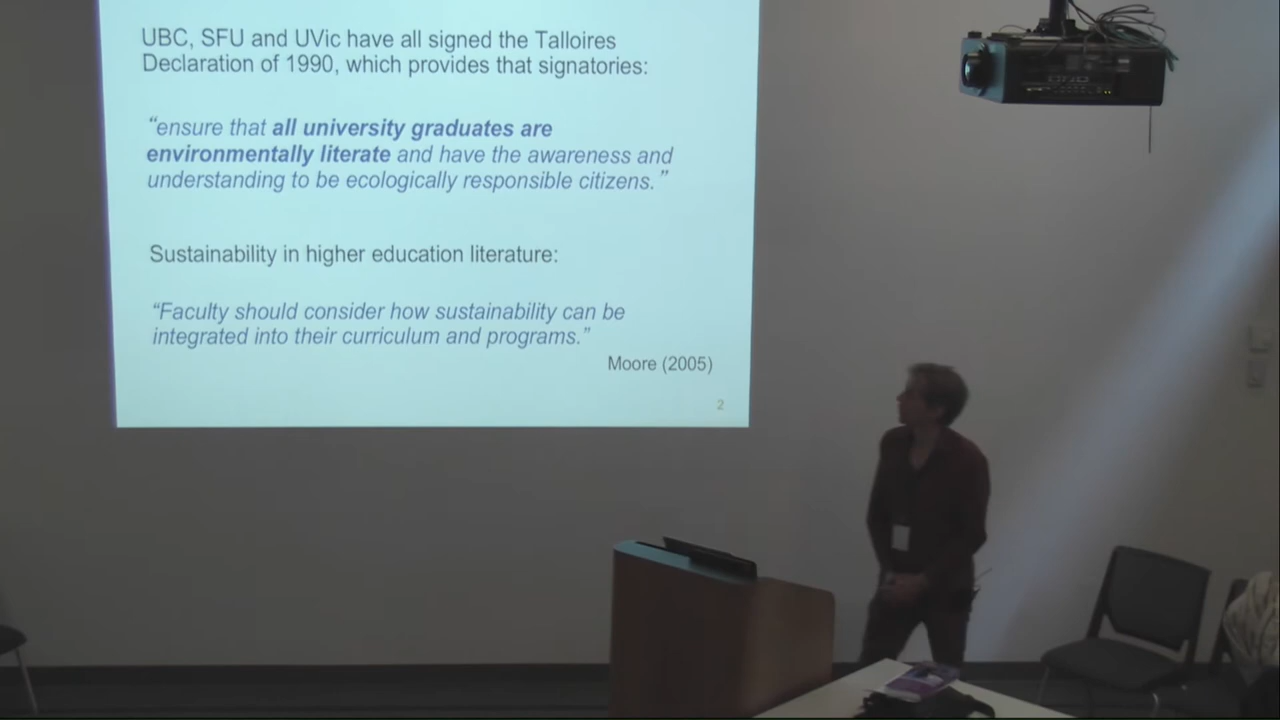 UBC, SFU and UVic have all signed the Talloires
Declaration of 1990, which provides that signatories:
“ensure that all university graduates are
environmentally literate and have the awareness and
understanding to be ecologically responsible citizens.”
Sustainability in higher education literature:
“Faculty should consider how sustainability can be
integrated into their curriculum and programs.”
Moore (2005)
2